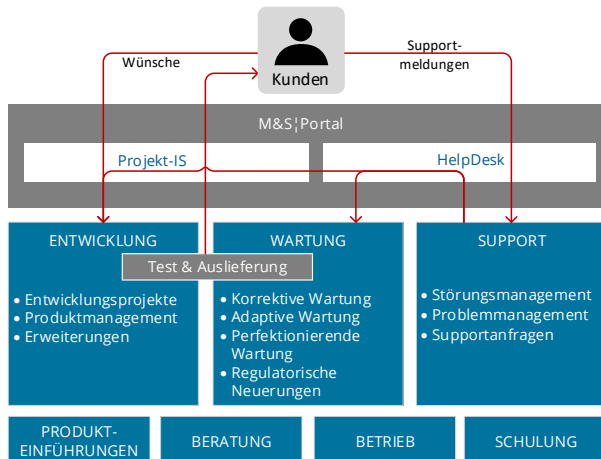 Kunden
Wünsche
Support-
meldungen
M&S¦Portal
Projekt-IS
HelpDesk
ENTWICKLUNG
• Entwicklungsprojekte
• Produktmanagement
• Erweiterungen
WARTUNG
Test & Auslieferung
• Korrektive Wartung
• Adaptive Wartung
• Perfektionierende
Wartung
• Regulatorische
Neuerungen
SUPPORT
• Störungsmanagement
• Problemmanagement
• Supportanfragen
PRODUKT-
EINFÜHRUNGEN
BERATUNG
BETRIEB
SCHULUNG